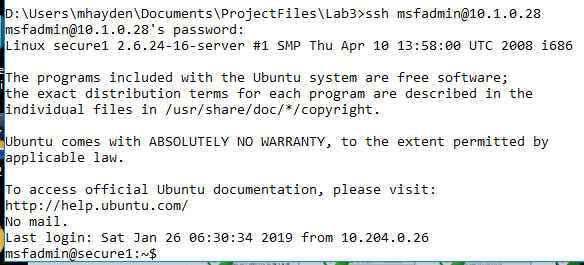 D:\Users\mhayden\Documents\ProjectFiles\Lab3>ssh msfadmin@10.1.0.28
msfadmin@10.1.0.28's password:
Linux secure1 2.6.24-16-server #1 SMP Thu Apr 10 13:58:00 UTC 2008 i686
The programs included with the Ubuntu system are free software;
the exact distribution terms for each program are described in the
individual files in /usr/share/doc/*/copyright.
Ubuntu comes with ABSOLUTELY NO WARRANTY, to the extent permitted by
applicable law.
To access official Ubuntu documentation, please visit:
http://help.ubuntu.com/
No mail.
Last login: Sat Jan 26 06:30:34 2019 from 10.204.0.26
msfadmin@secure1:~$